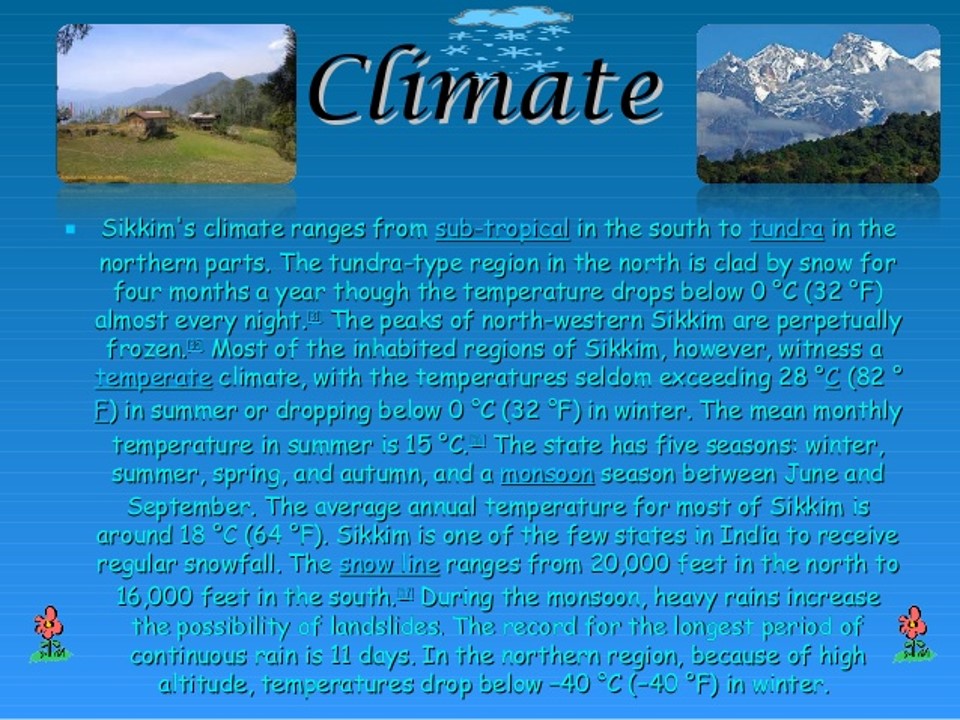 Climate
Sikkim's climate ranges from sub-tropical in the south to tundra in the
northern parts. The tundra-type region in the north is clad by snow for
four months a year though the temperature drops below 0 °C (32 °F)
almost every night. The peaks of north-western Sikkim are perpetually
frozen. Most of the inhabited regions of Sikkim, however, witness a
temperate climate, with the temperatures seldom exceeding 28 °C (82 °
F) in summer or dropping below 0 °C (32 °F) in winter. The mean monthly
temperature in summer is 15 °C. The state has five seasons: winter,
summer, spring, and autumn, and a monsoon season between June and
September. The average annual temperature for most of Sikkim is
around 18 °C (64 °F). Sikkim is one of the few states in India to receive
regular snowfall. The snow line ranges from 20,000 feet in the north to
16,000 feet in the south. During the monsoon, heavy rains increase
the possibility of landslides. The record for the longest period of
continuous rain is 11 days. In the northern region, because of high
altitude, temperatures drop below −40 °C (−40 °F) in winter.